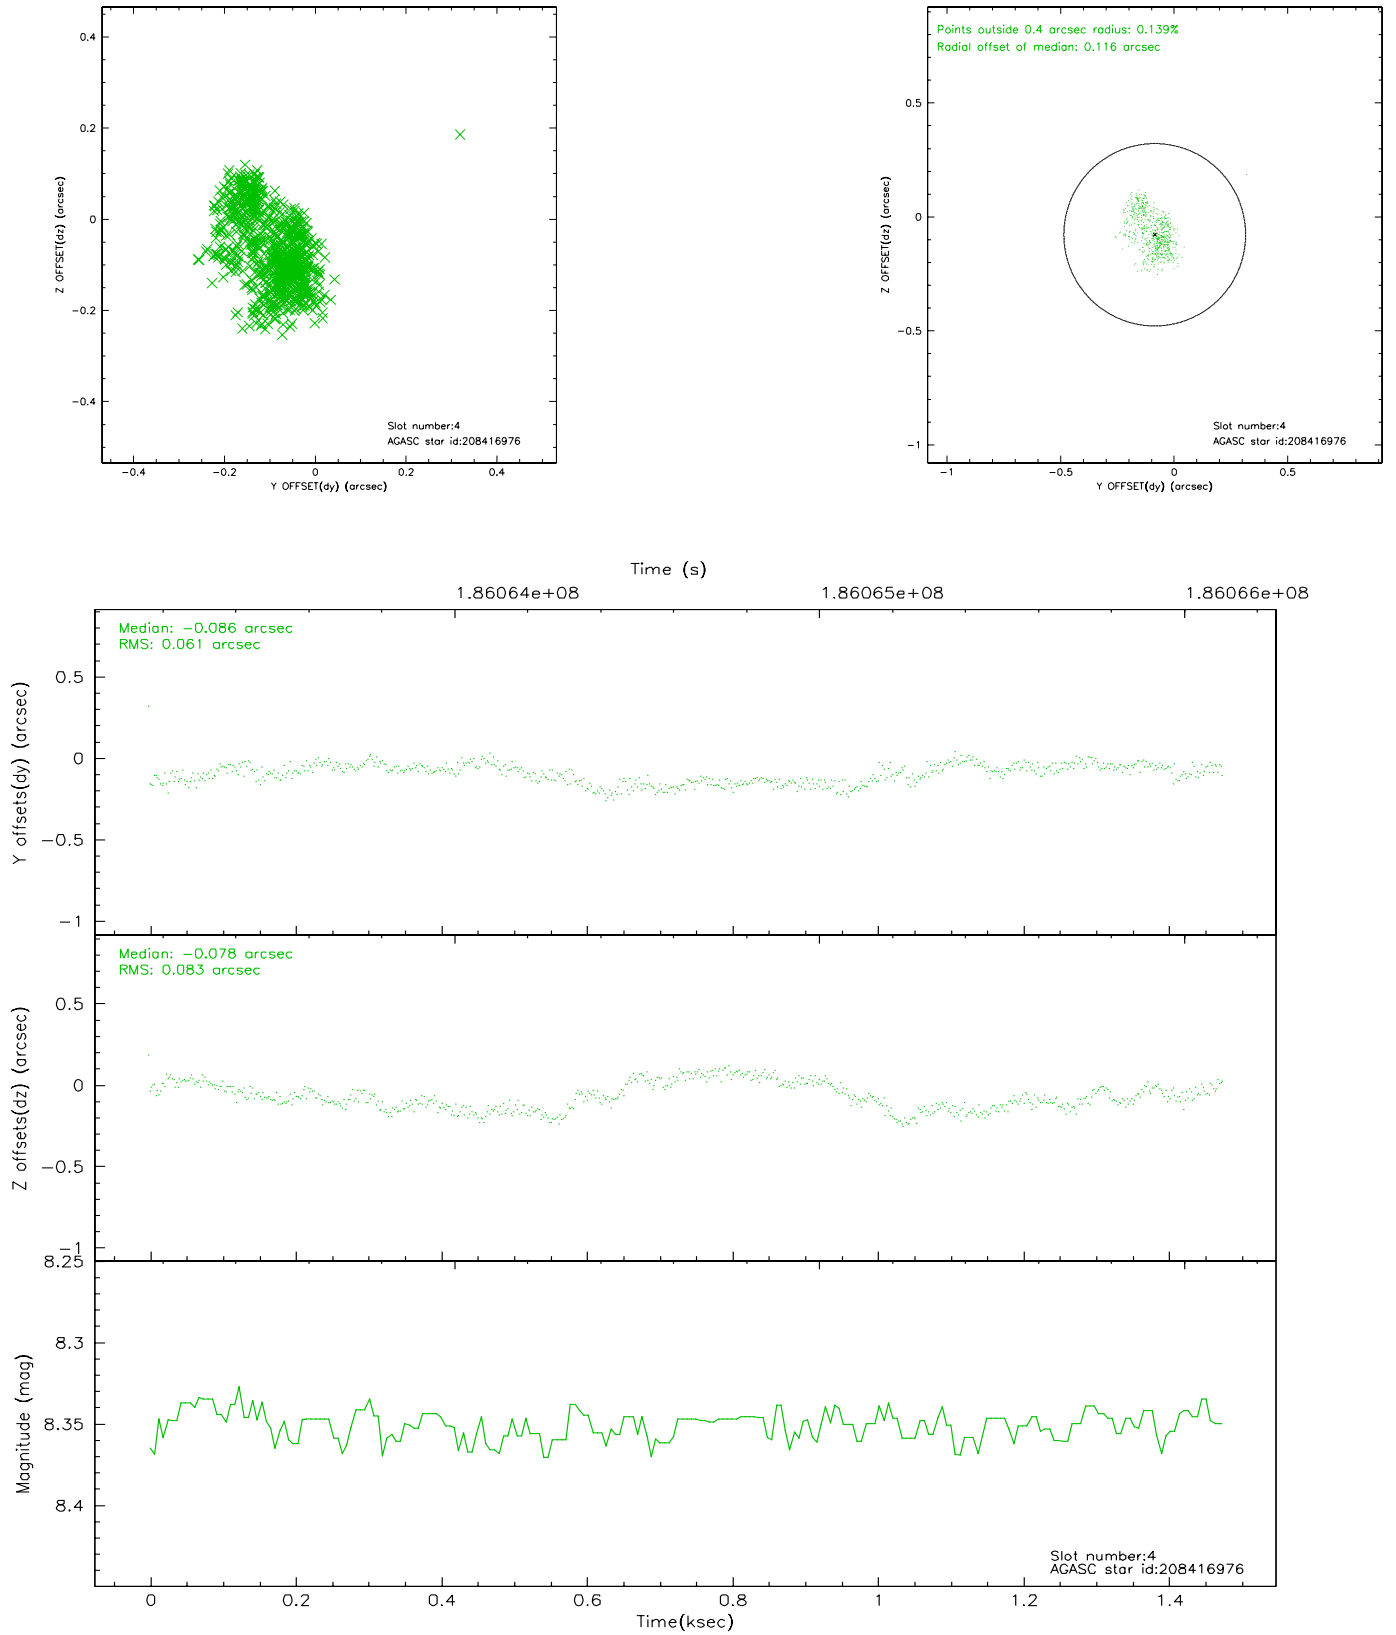 0.4
0.2
0
−0.2
−0.4
Z OFFSET(dz) (arcsec)
Slot number:4
AGASC star id:208416976
−0.4 −0.2 0 0.2 0.4
Y OFFSET(dy) (arcsec)
Points outside 0.4 arcsec radius: 0.139%
Radial offset of median: 0.116 arcsec
0.5
0
−0.5
−1
Z OFFSET(dz) (arcsec)
Slot number:4
AGASC star id:208416976
−1 −0.5 0 0.5
Y OFFSET(dy) (arcsec)
Time (s)
1.86064e+08 1.86065e+08 1.86066e+08
Median: −0.086 arcsec
RMS: 0.061 arcsec
0.5
0
−0.5
−1
Y offsets(dy) (arcsec)
Median: −0.078 arcsec
RMS: 0.083 arcsec
0.5
0
−0.5
−1
Z offsets(dz) (arcsec)
8.25
8.3
8.35
8.4
Magnitude (mag)
Slot number:4
AGASC star id:208416976
0 0.2 0.4 0.6 0.8 1 1.2 1.4
Time(ksec)